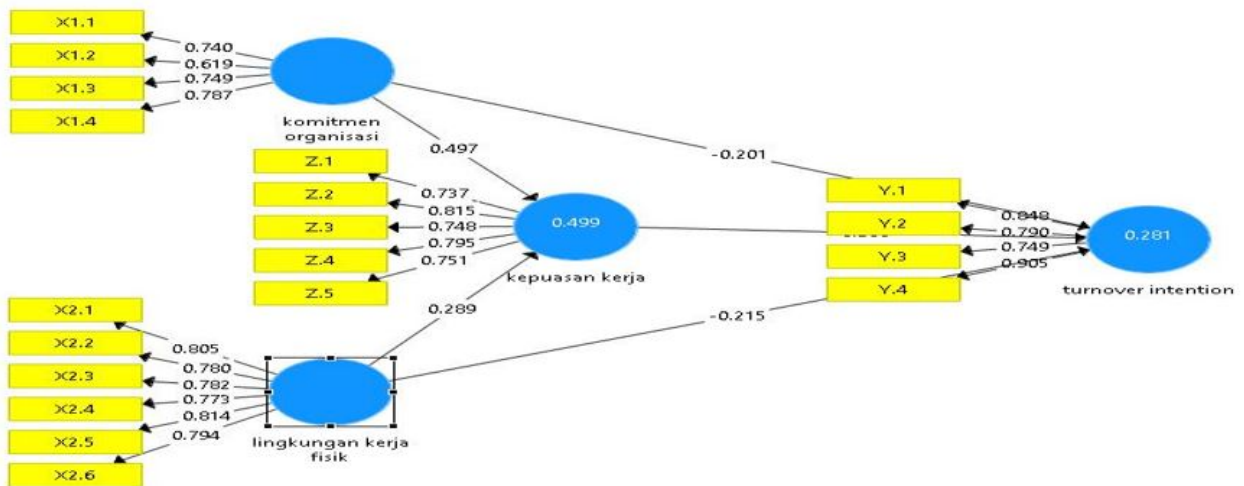 X1.1
X1.2
X1.3
X1.4
0.740
0.619
0.749
0.787
komitmen
organisasi
0.497
-0.201
Z.1
Z.2
Z.3
Z.4
Z.5
0.737
0.815
0.748
0.795
0.751
0.499
kepuasan kerja
Y.1
Y.2
Y.3
Y.4
0.848
0.790
0.749
0.905
0.281
turnover intention
0.289
-0.215
X2.1
X2.2
X2.3
X2.4
X2.5
X2.6
0.805
0.780
0.782
0.773
0.814
0.794
lingkungan kerja
fisik